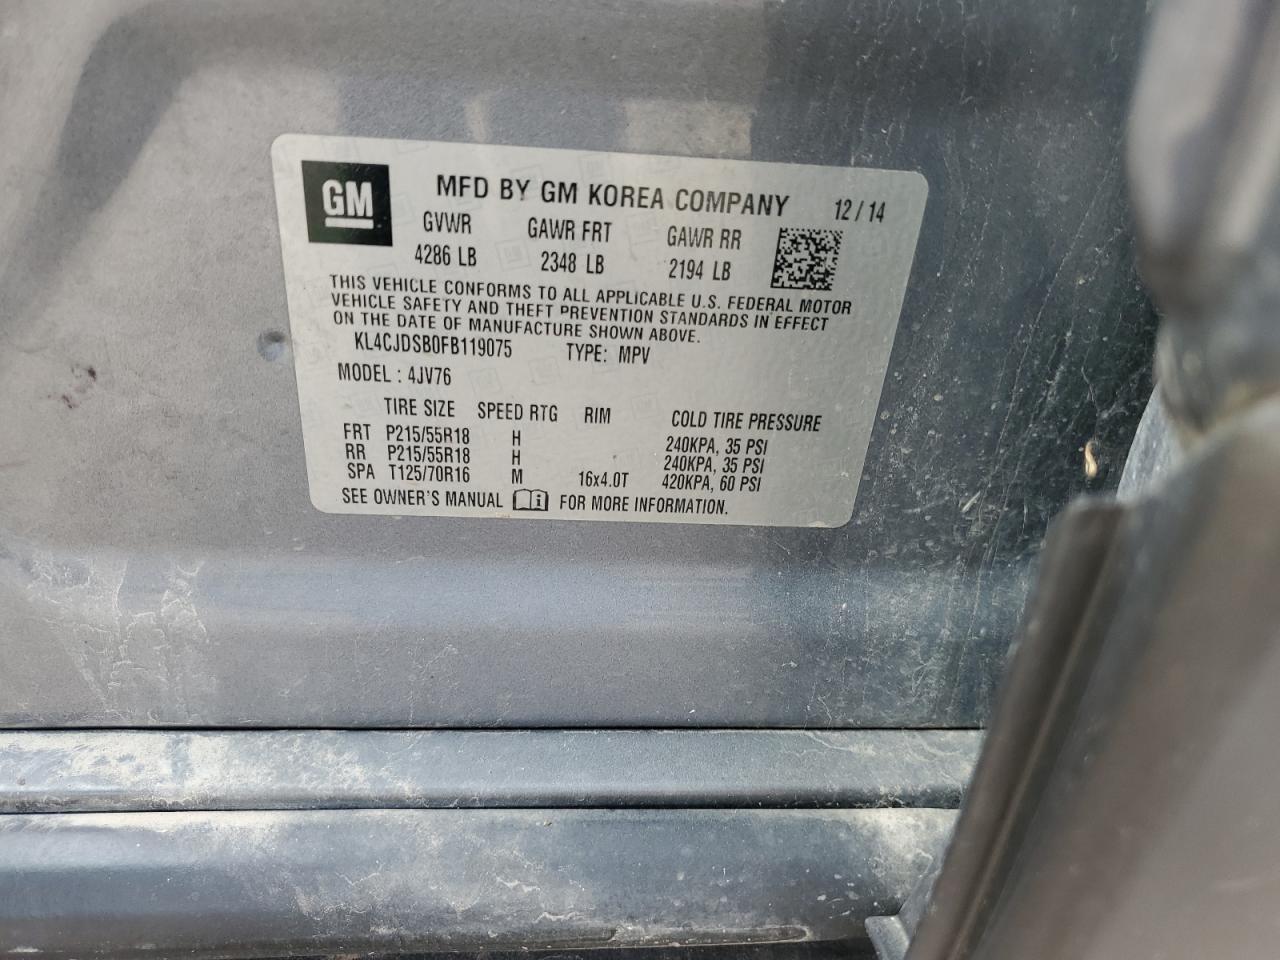 GM MFD BY GM KOREA COMPANY 12/14
GVWR GAWR FRT GAWR RR
4286 LB 2348 LB 2194 LB
THIS VEHICLE CONFORMS TO ALL APPLICABLE U.S. FEDERAL MOTOR
VEHICLE SAFETY AND THEFT PREVENTION STANDARDS IN EFFECT
ON THE DATE OF MANUFACTURE SHOWN ABOVE.
KL4CJDSB0FB119075 TYPE: MPV
MODEL : 4JV76
TIRE SIZE SPEED RTG RIM COLD TIRE PRESSURE
FRT P215/55R18 H 240KPA, 35 PSI
RR P215/55R18 H 240KPA, 35 PSI
SPA T125/70R16 M 16x4.0T 420KPA, 60 PSI
SEE OWNER'S MANUAL i FOR MORE INFORMATION.